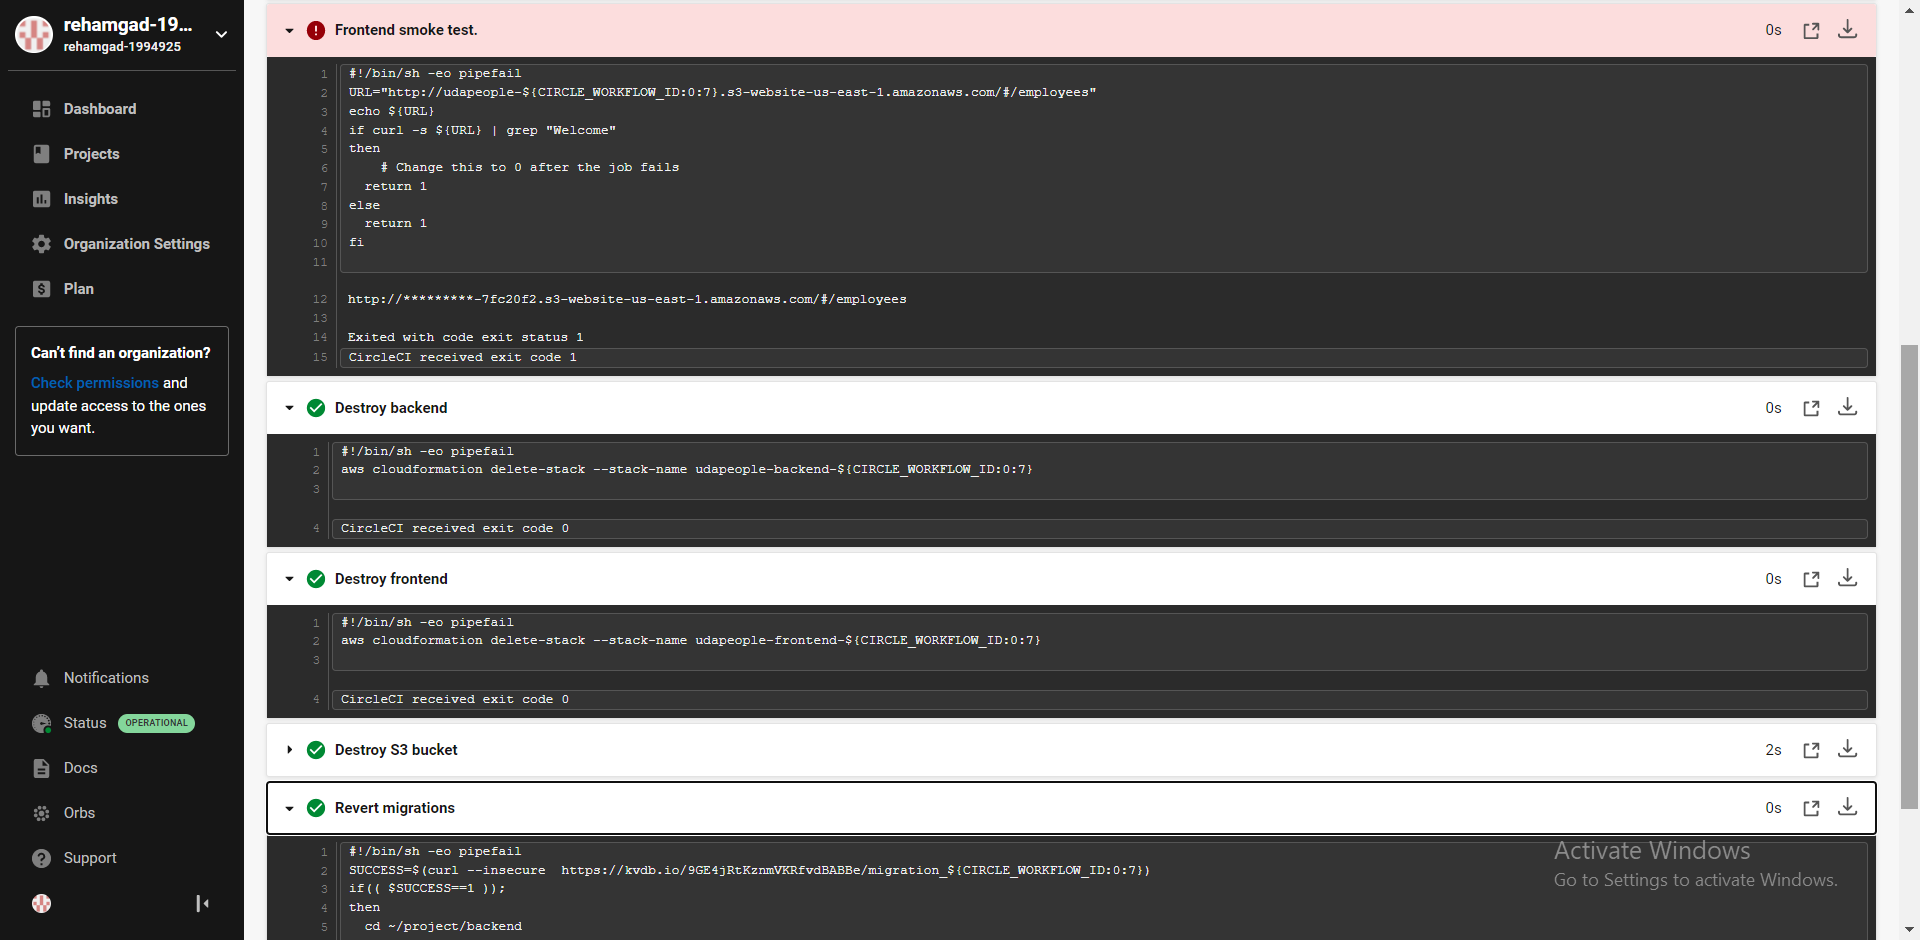 rehamgad-19...
rehamgad-1994925
Dashboard
Projects
Insights
Organization Settings
Plan
Can't find an organization?
Check permissions and
update access to the ones
you want.
Notifications
Status OPERATIONAL
Docs
Orbs
Support
Frontend smoke test. 0s
1 #!/bin/sh -eo pipefail
2 URL="http://udapeople-${CIRCLE_WORKFLOW_ID:0:7}.s3-website-us-east-1.amazonaws.com/#/employees"
3 echo ${URL}
4 if curl -s ${URL} | grep "Welcome"
5 then
6 # Change this to 0 after the job fails
7 return 1
8 else
9 return 1
10 fi
11
12 http://*********-7fc20f2.s3-website-us-east-1.amazonaws.com/#/employees
13
14 Exited with code exit status 1
15 CircleCI received exit code 1
Destroy backend 0s
1 #!/bin/sh -eo pipefail
2 aws cloudformation delete-stack --stack-name udapeople-backend-${CIRCLE_WORKFLOW_ID:0:7}
3
4 CircleCI received exit code 0
Destroy frontend 0s
1 #!/bin/sh -eo pipefail
2 aws cloudformation delete-stack --stack-name udapeople-frontend-${CIRCLE_WORKFLOW_ID:0:7}
3
4 CircleCI received exit code 0
Destroy S3 bucket 2s
Revert migrations 0s
1 #!/bin/sh -eo pipefail
2 SUCCESS=$(curl --insecure  https://kvdb.io/9GE4jRtKznmVKRfvdBABBe/migration_${CIRCLE_WORKFLOW_ID:0:7})
3 if(( $SUCCESS==1 ));
4 then
5 cd ~/project/backend
Activate Windows
Go to Settings to activate Windows.